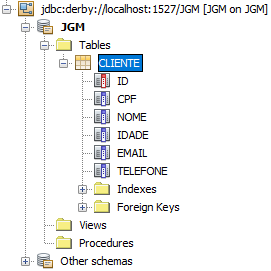 jdbc:derby://localhost:1527/JGM [JGM on JGM]
JGM
Tables
CLIENTE
ID
CPF
NOME
IDADE
EMAIL
TELEFONE
Indexes
Foreign Keys
Views
Procedures
Other schemas